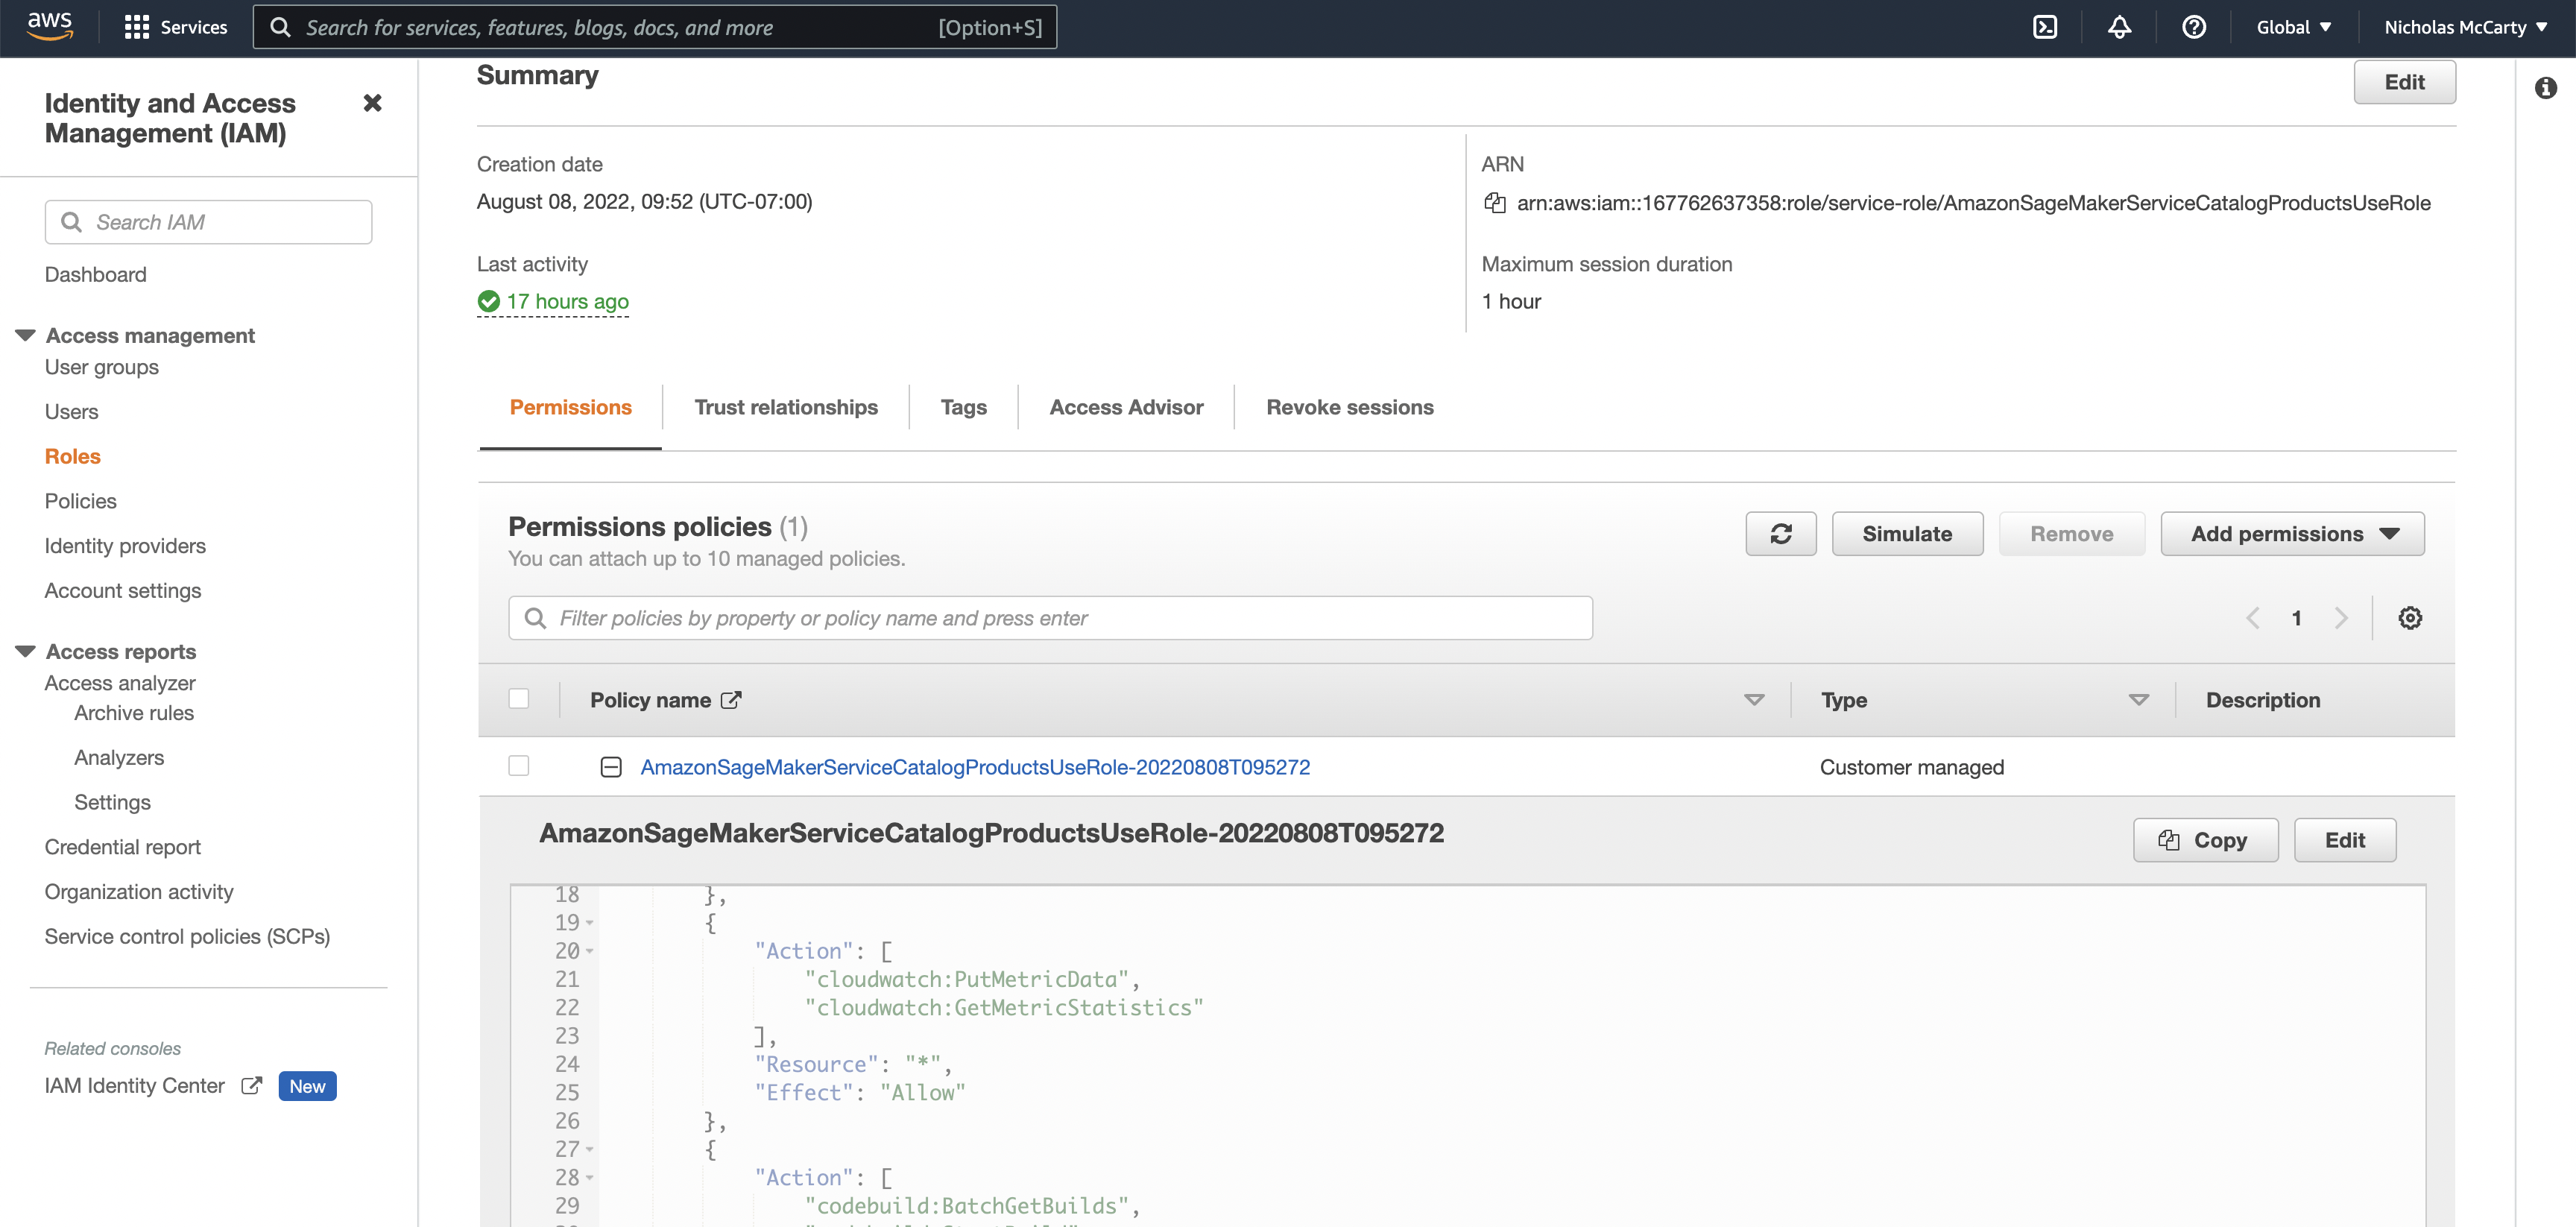 aws
Services
Search for services, features, blogs, docs, and more
[Option+S]
Global
Nicholas McCarty
Identity and Access
Management (IAM)
Search IAM
Dashboard
Access management
User groups
Users
Roles
Policies
Identity providers
Account settings
Access reports
Access analyzer
Archive rules
Analyzers
Settings
Credential report
Organization activity
Service control policies (SCPs)
Related consoles
IAM Identity Center
New
Summary
Edit
Creation date
August 08, 2022, 09:52 (UTC-07:00)
Last activity
17 hours ago
ARN
arn:aws:iam::167762637358:role/service-role/AmazonSageMakerServiceCatalogProductsUseRole
Maximum session duration
1 hour
Permissions
Trust relationships
Tags
Access Advisor
Revoke sessions
Permissions policies (1)
You can attach up to 10 managed policies.
Simulate
Remove
Add permissions
Filter policies by property or policy name and press enter
1
Policy name
Type
Description
AmazonSageMakerServiceCatalogProductsUseRole-20220808T095272
Customer managed
AmazonSageMakerServiceCatalogProductsUseRole-20220808T095272
Copy
Edit
18 },
19 {
20 "Action": [
21 "cloudwatch:PutMetricData",
22 "cloudwatch:GetMetricStatistics"
23 ],
24 "Resource": "*",
25 "Effect": "Allow"
26 },
27 {
28 "Action": [
29 "codebuild:BatchGetBuilds",